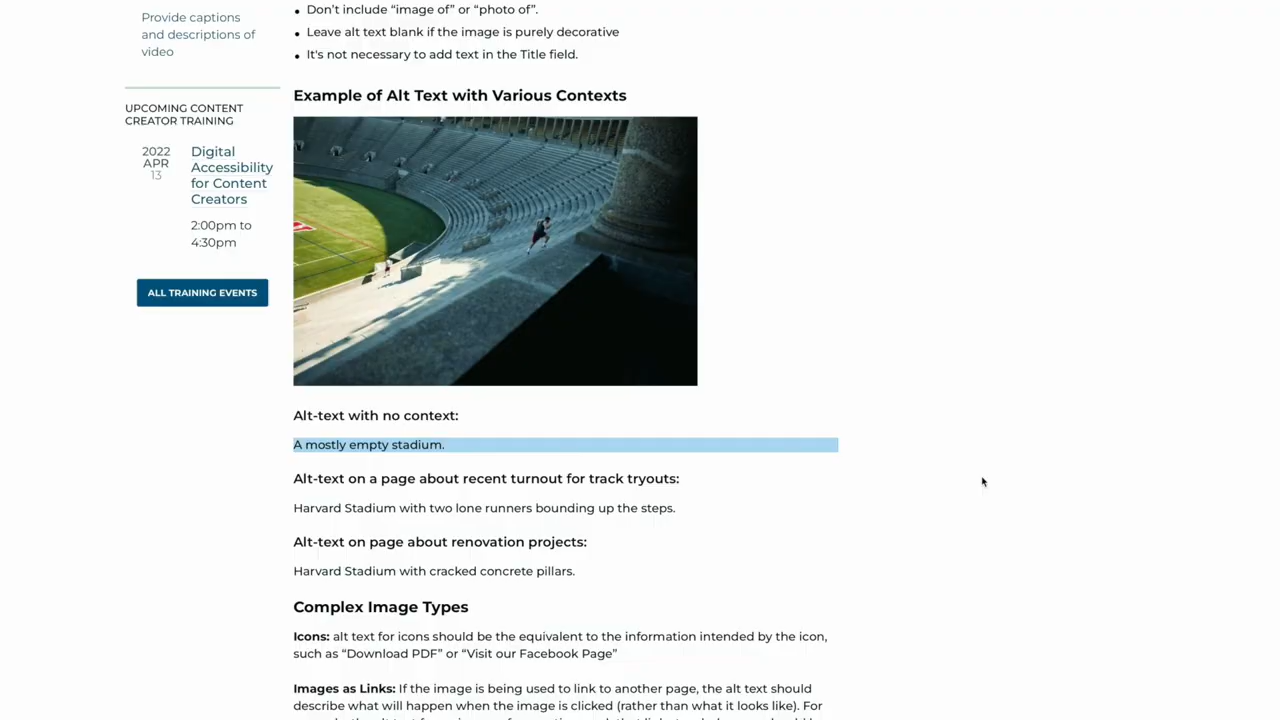 Provide captions
and descriptions of
video
UPCOMING CONTENT
CREATOR TRAINING
2022
APR
13
Digital
Accessibility
for Content
Creators
2:00pm to
4:30pm
ALL TRAINING EVENTS
• Don't include “image of” or “photo of”.
• Leave alt text blank if the image is purely decorative
• It's not necessary to add text in the Title field.
Example of Alt Text with Various Contexts
Alt-text with no context:
A mostly empty stadium.
Alt-text on a page about recent turnout for track tryouts:
Harvard Stadium with two lone runners bounding up the steps.
Alt-text on page about renovation projects:
Harvard Stadium with cracked concrete pillars.
Complex Image Types
Icons: alt text for icons should be the equivalent to the information intended by the icon,
such as “Download PDF” or “Visit our Facebook Page”
Images as Links: If the image is being used to link to another page, the alt text should
describe what will happen when the image is clicked (rather than what it looks like). For